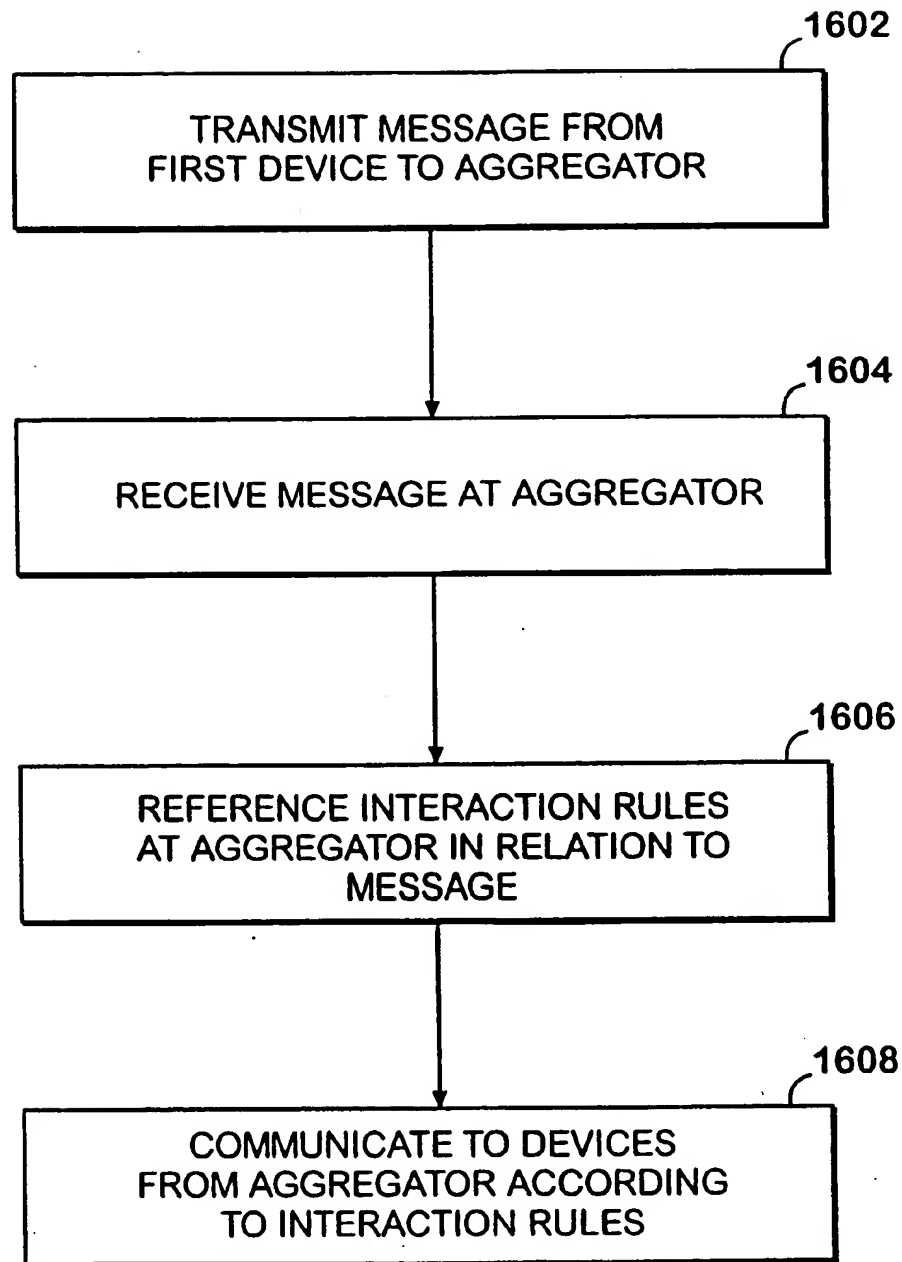 1602
TRANSMIT MESSAGE FROM
FIRST DEVICE TO AGGREGATOR
1604
RECEIVE MESSAGE AT AGGREGATOR
1606
REFERENCE INTERACTION RULES
AT AGGREGATOR IN RELATION TO
MESSAGE
1608
COMMUNICATE TO DEVICES
FROM AGGREGATOR ACCORDING
TO INTERACTION RULES